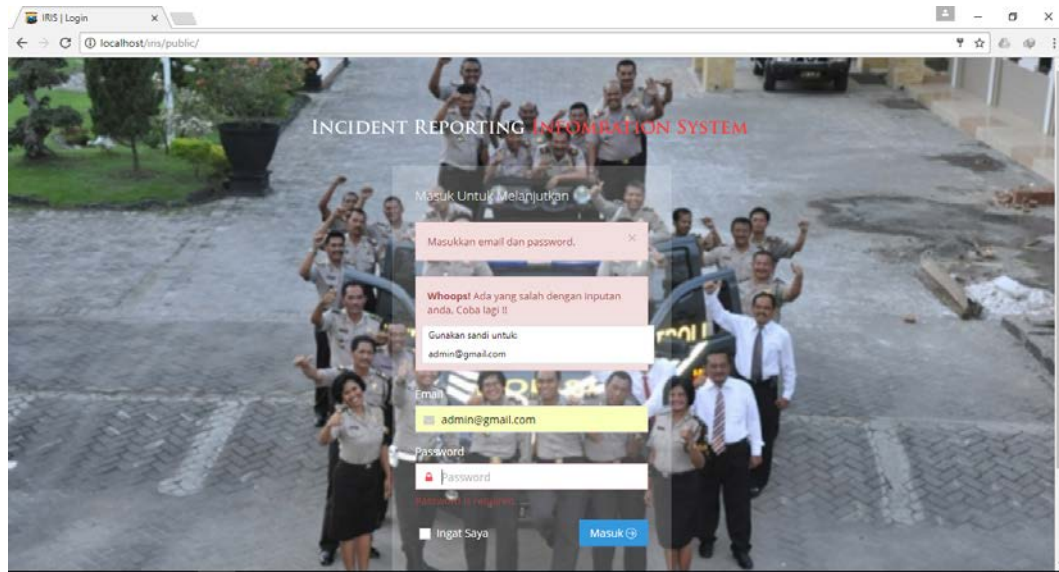 IRIS | Login
localhost/iris/public/
INCIDENT REPORTING INFOMRATION SYSTEM
Masuk Untuk Melanjutkan
Masukkan email dan password.
Whoops! Ada yang salah dengan inputan
anda, Coba lagi !!
Gunakan sandi untuk:
admin@gmail.com
Email
admin@gmail.com
Password
Password
Password is required.
Ingat Saya
Masuk